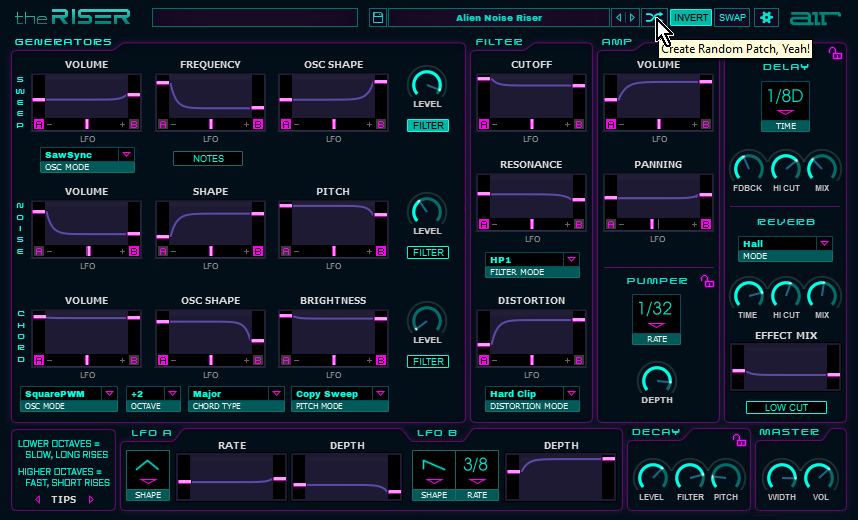 the RISER
Alien Noise Riser
INVERT
SWAP
air
Create Random Patch, Yeah!
GENERATORS
FILTER
AMP
DELAY
SWEEP
VOLUME
FREQUENCY
OSC SHAPE
LEVEL
FILTER
A - + B
LFO
A - + B
LFO
A - + B
LFO
SawSync
OSC MODE
NOTES
NOISE
VOLUME
SHAPE
PITCH
LEVEL
FILTER
A - + B
LFO
A - + B
LFO
A - + B
LFO
CHORD
VOLUME
OSC SHAPE
BRIGHTNESS
LEVEL
FILTER
A - + B
LFO
A - + B
LFO
A - + B
LFO
SquarePWM
OSC MODE
+2
OCTAVE
Major
CHORD TYPE
Copy Sweep
PITCH MODE
CUTOFF
A - + B
LFO
RESONANCE
A - + B
LFO
HP1
FILTER MODE
DISTORTION
A - + B
LFO
Hard Clip
DISTORTION MODE
VOLUME
A - + B
LFO
PANNING
A - + B
LFO
PUMPER
1/32
RATE
DEPTH
1/8D
TIME
FDBCK
HI CUT
MIX
REVERB
Hall
MODE
TIME
HI CUT
MIX
EFFECT MIX
LOW CUT
LOWER OCTAVES =
SLOW, LONG RISES
HIGHER OCTAVES =
FAST, SHORT RISES
TIPS
LFO A
SHAPE
RATE
DEPTH
LFO B
SHAPE
3/8
RATE
DEPTH
DECAY
LEVEL
FILTER
PITCH
MASTER
WIDTH
VOL